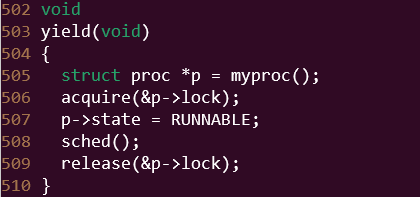 502 void
503 yield(void)
504 {
505   struct proc *p = myproc();
506   acquire(&p->lock);
507   p->state = RUNNABLE;
508   sched();
509   release(&p->lock);
510 }